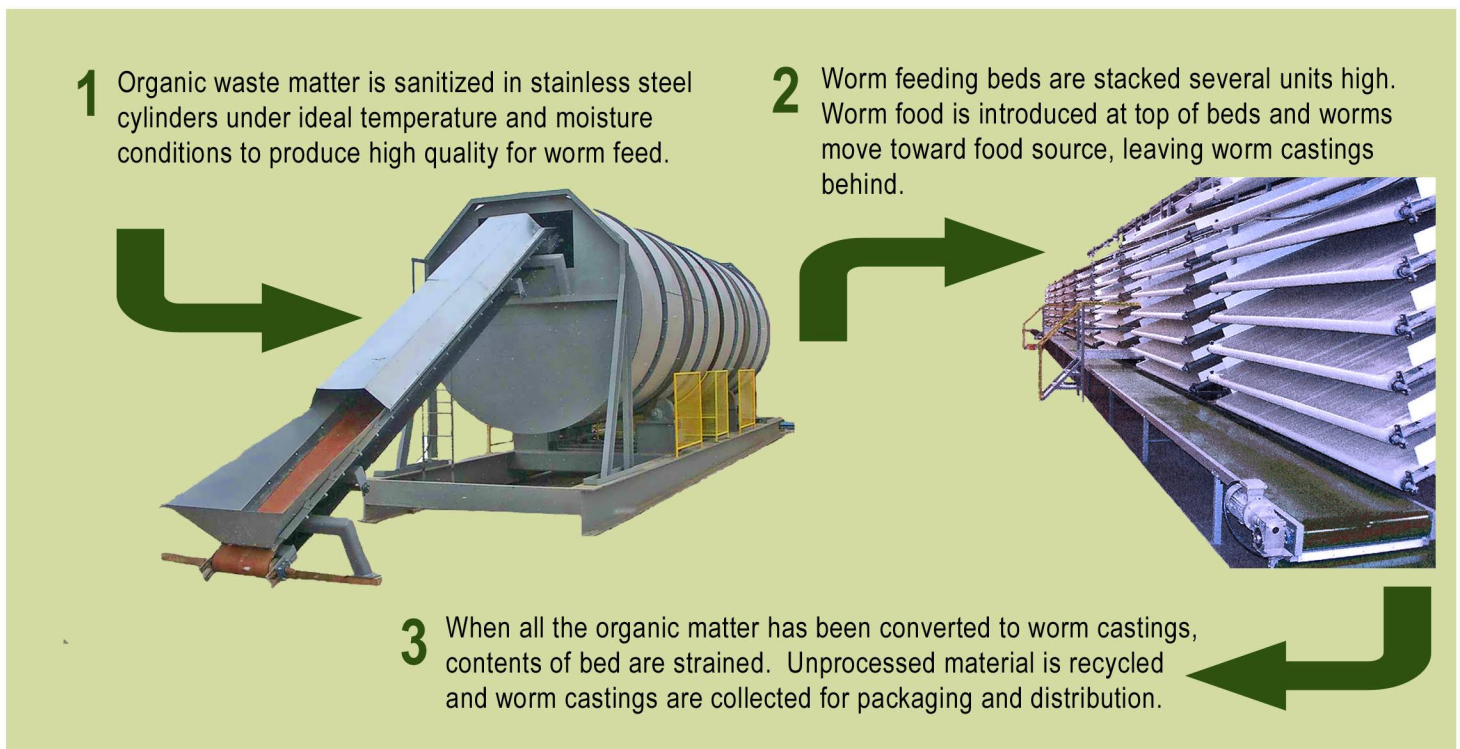 1
Organic waste matter is sanitized in stainless steel
cylinders under ideal temperature and moisture
conditions to produce high quality for worm feed.
2
Worm feeding beds are stacked several units high.
Worm food is introduced at top of beds and worms
move toward food source, leaving worm castings
behind.
3
When all the organic matter has been converted to worm castings,
contents of bed are strained.  Unprocessed material is recycled
and worm castings are collected for packaging and distribution.